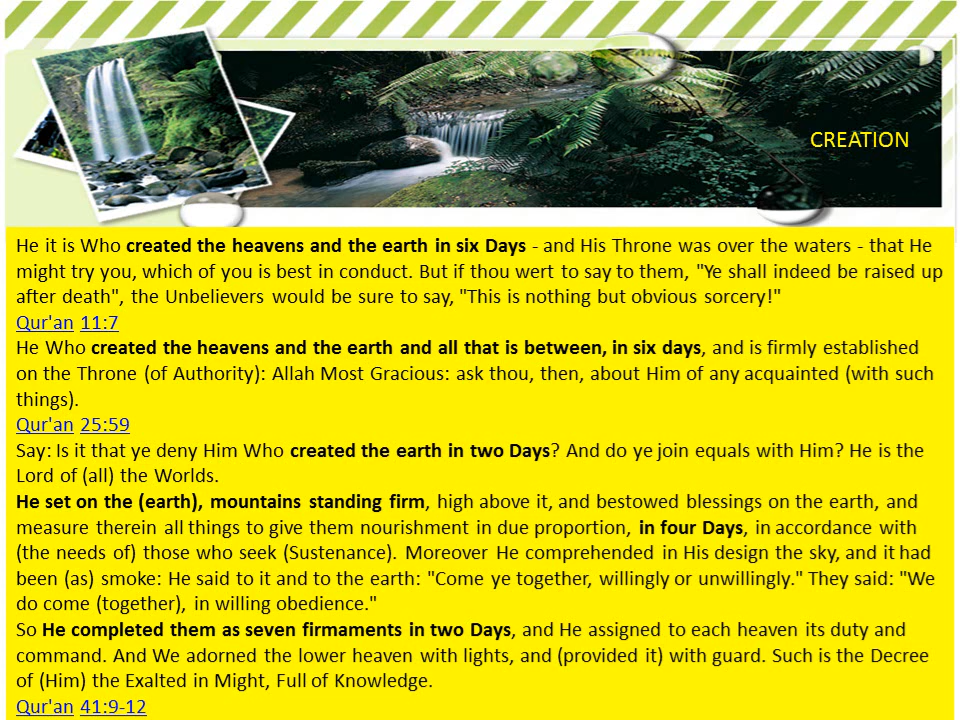 CREATION
He it is Who created the heavens and the earth in six Days - and His Throne was over the waters - that He
might try you, which of you is best in conduct. But if thou wert to say to them, "Ye shall indeed be raised up
after death", the Unbelievers would be sure to say, "This is nothing but obvious sorcery!"
Qur'an 11:7
He Who created the heavens and the earth and all that is between, in six days, and is firmly established
on the Throne (of Authority): Allah Most Gracious: ask thou, then, about Him of any acquainted (with such
things).
Qur'an 25:59
Say: Is it that ye deny Him Who created the earth in two Days? And do ye join equals with Him? He is the
Lord of (all) the Worlds.
He set on the (earth), mountains standing firm, high above it, and bestowed blessings on the earth, and
measure therein all things to give them nourishment in due proportion, in four Days, in accordance with
(the needs of) those who seek (Sustenance). Moreover He comprehended in His design the sky, and it had
been (as) smoke: He said to it and to the earth: "Come ye together, willingly or unwillingly." They said: "We
do come (together), in willing obedience."
So He completed them as seven firmaments in two Days, and He assigned to each heaven its duty and
command. And We adorned the lower heaven with lights, and (provided it) with guard. Such is the Decree
of (Him) the Exalted in Might, Full of Knowledge.
Qur'an 41:9-12